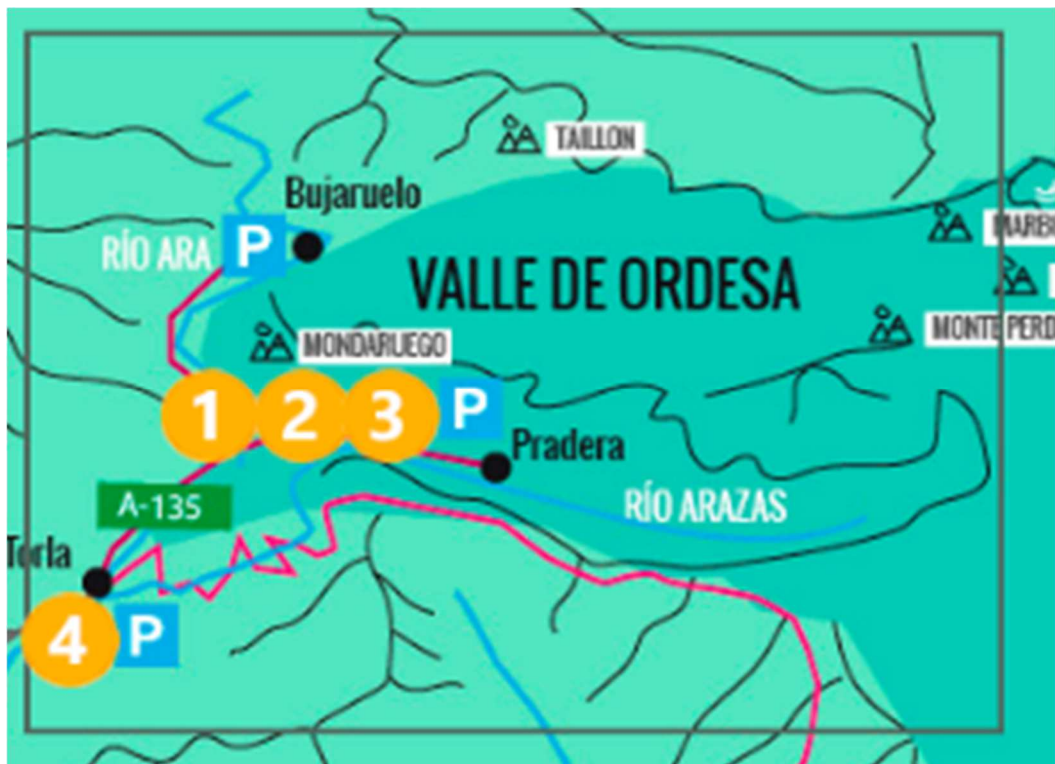 TAILLON
Bujaruelo
RÍO ARA
P
VALLE DE ORDESA
MARB
MONDARUEGO
MONTE PERD
1
2
3
P
Pradera
A-135
RÍO ARAZAS
Torla
4
P